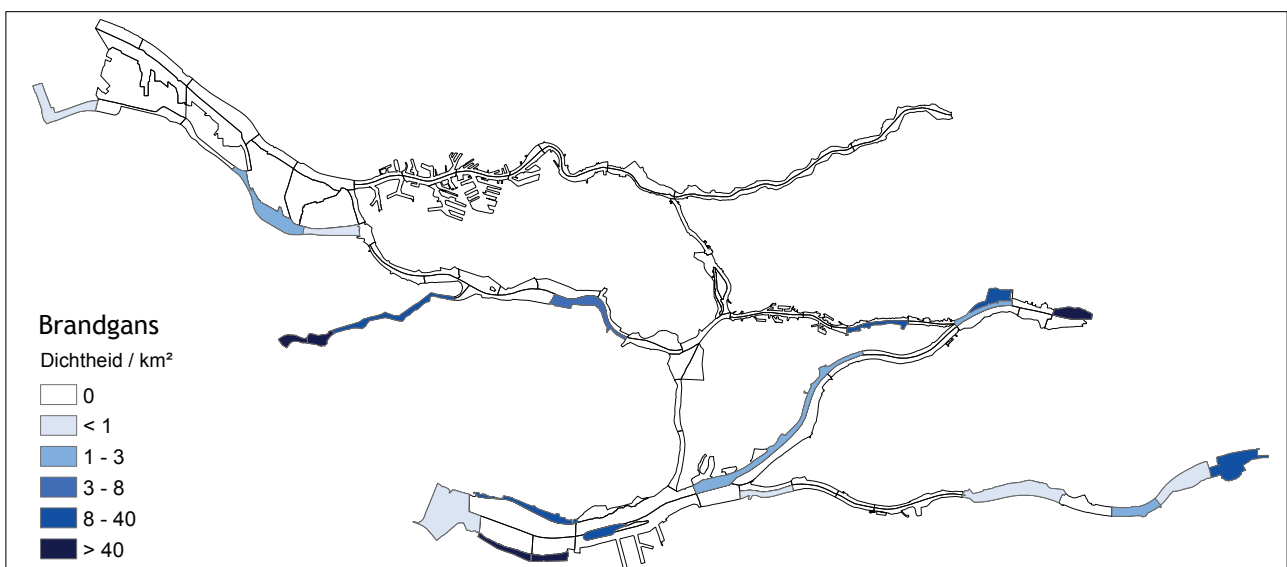 Brandgans
Dichtheid / km²
0
< 1
1 - 3
3 - 8
8 - 40
> 40